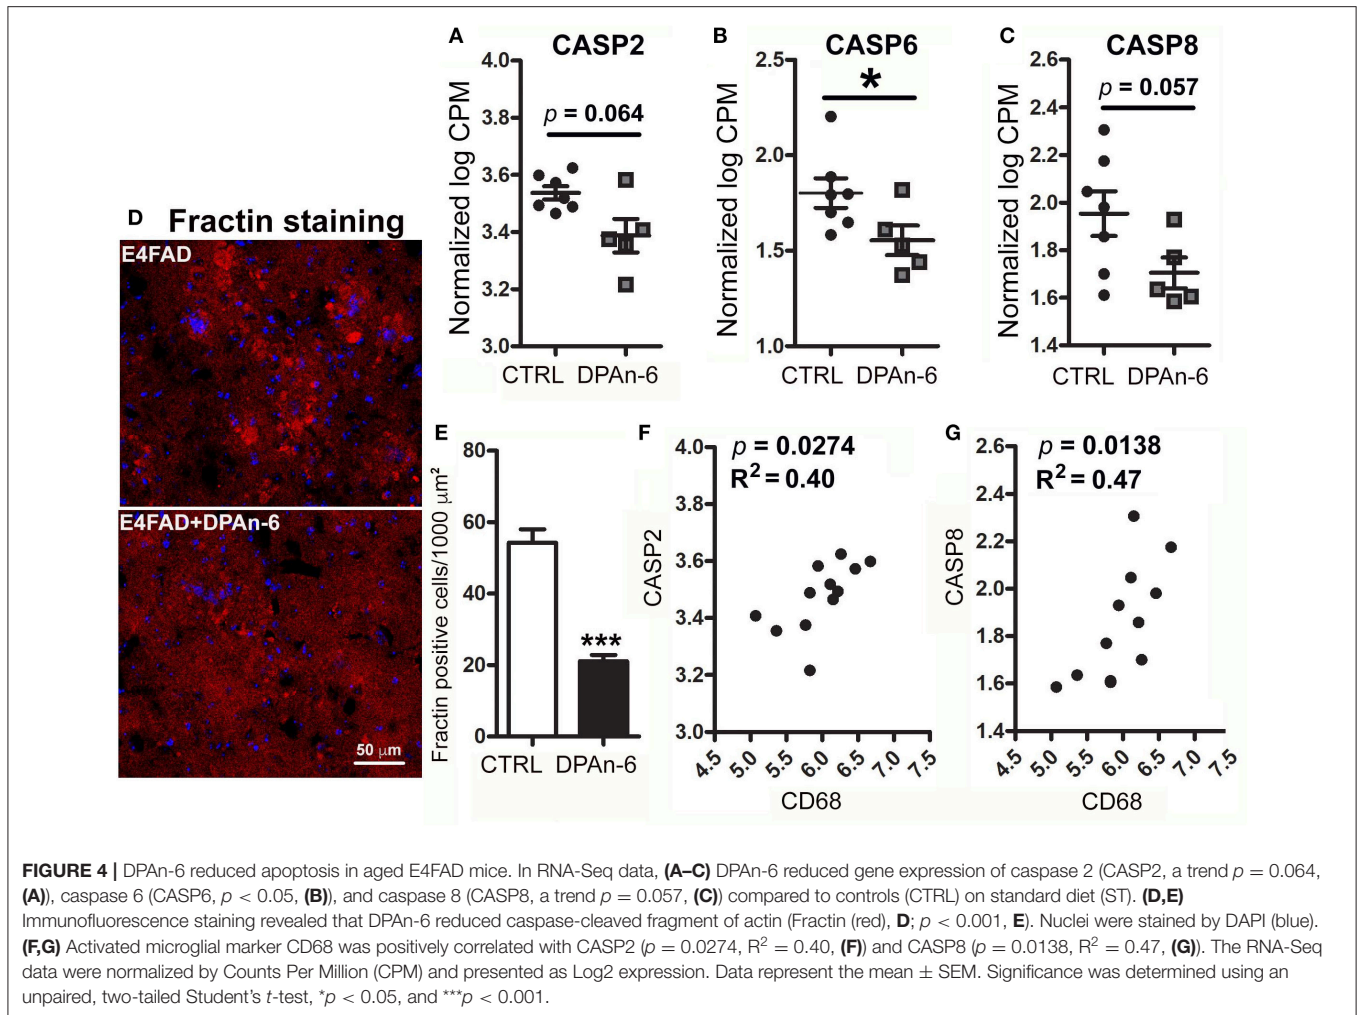 A
CASP2
Normalized log CPM
4.0
3.8
3.6
3.4
3.2
3.0
p = 0.064
CTRL DPAn-6
B
CASP6
Normalized log CPM
2.5
2.0
1.5
1.0
*
CTRL DPAn-6
C
CASP8
Normalized log CPM
2.6
2.4
2.2
2.0
1.8
1.6
1.4
p = 0.057
CTRL DPAn-6
D Fractin staining
E4FAD
E4FAD+DPAn-6
50 μm
E
Fractin positive cells/1000 μm²
80
60
40
20
0
***
CTRL DPAn-6
F
p = 0.0274
R² = 0.40
CASP2
4.0
3.8
3.6
3.4
3.2
3.0
4.5 5.0 5.5 6.0 6.5 7.0 7.5
CD68
G
p = 0.0138
R² = 0.47
CASP8
2.6
2.4
2.2
2.0
1.8
1.6
1.4
4.5 5.0 5.5 6.0 6.5 7.0 7.5
CD68
FIGURE 4 | DPAn-6 reduced apoptosis in aged E4FAD mice. In RNA-Seq data, (A–C) DPAn-6 reduced gene expression of caspase 2 (CASP2, a trend p = 0.064,
(A)), caspase 6 (CASP6, p < 0.05, (B)), and caspase 8 (CASP8, a trend p = 0.057, (C)) compared to controls (CTRL) on standard diet (ST). (D,E)
Immunofluorescence staining revealed that DPAn-6 reduced caspase-cleaved fragment of actin (Fractin (red), D; p < 0.001, E). Nuclei were stained by DAPI (blue).
(F,G) Activated microglial marker CD68 was positively correlated with CASP2 (p = 0.0274, R² = 0.40, (F)) and CASP8 (p = 0.0138, R² = 0.47, (G)). The RNA-Seq
data were normalized by Counts Per Million (CPM) and presented as Log2 expression. Data represent the mean ± SEM. Significance was determined using an
unpaired, two-tailed Student's t-test, *p < 0.05, and ***p < 0.001.